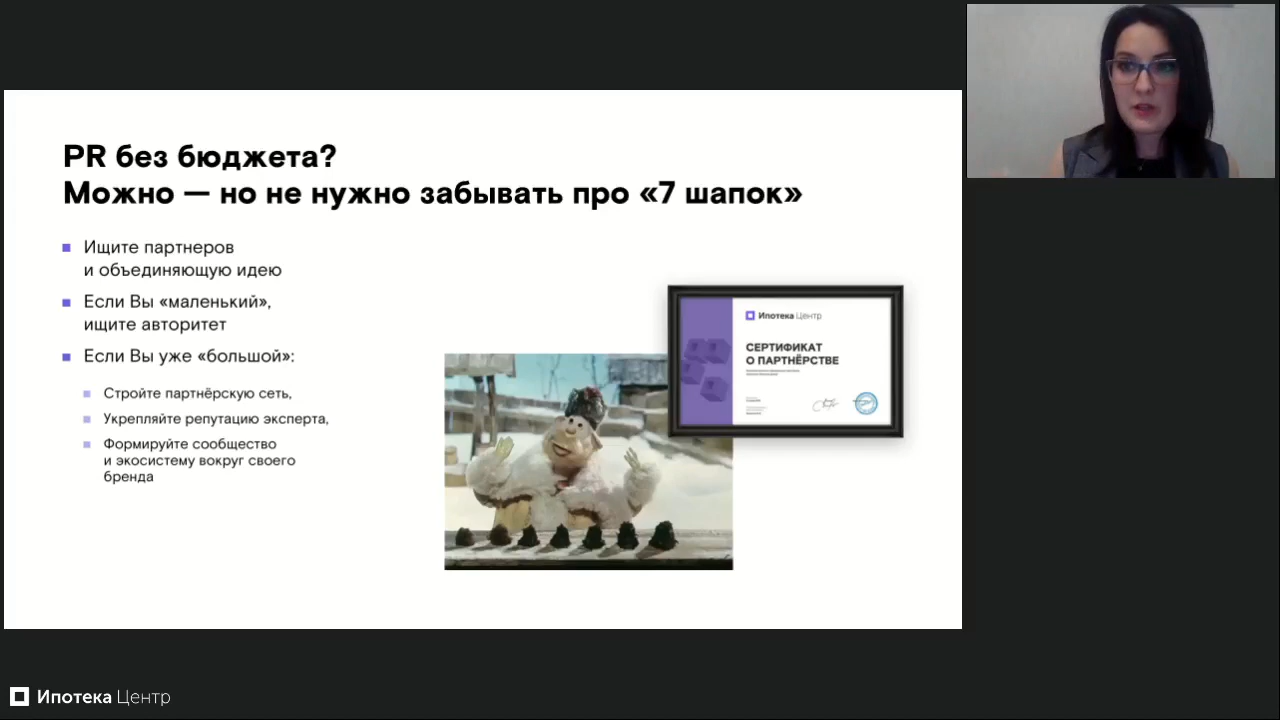 PR без бюджета?
Можно — но не нужно забывать про «7 шапок»
Ищите партнеров
и объединяющую идею
Если Вы «маленький»,
ищите авторитет
Если Вы уже «большой»:
Стройте партнёрскую сеть,
Укрепляйте репутацию эксперта,
Формируйте сообщество
и экосистему вокруг своего
бренда
Ипотека Центр
СЕРТИФИКАТ
О ПАРТНЁРСТВЕ
Ипотека Центр